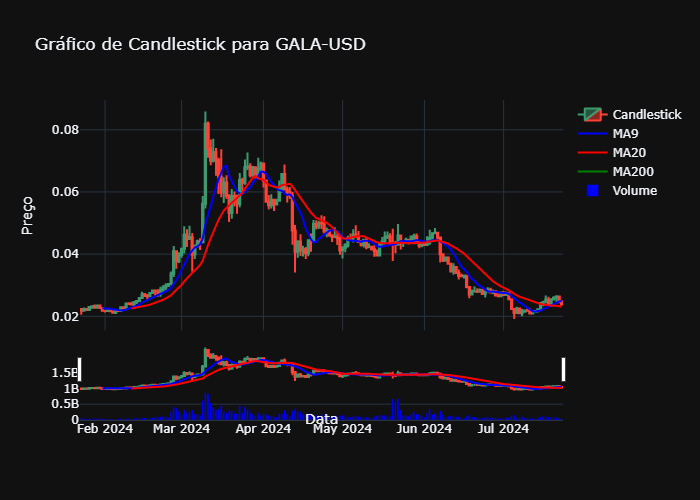 Gráfico de Candlestick para GALA-USD
Candlestick
MA9
MA20
MA200
Volume
Preço
0.08
0.06
0.04
0.02
1.5B
1B
0.5B
0
Data
Feb 2024 Mar 2024 Apr 2024 May 2024 Jun 2024 Jul 2024